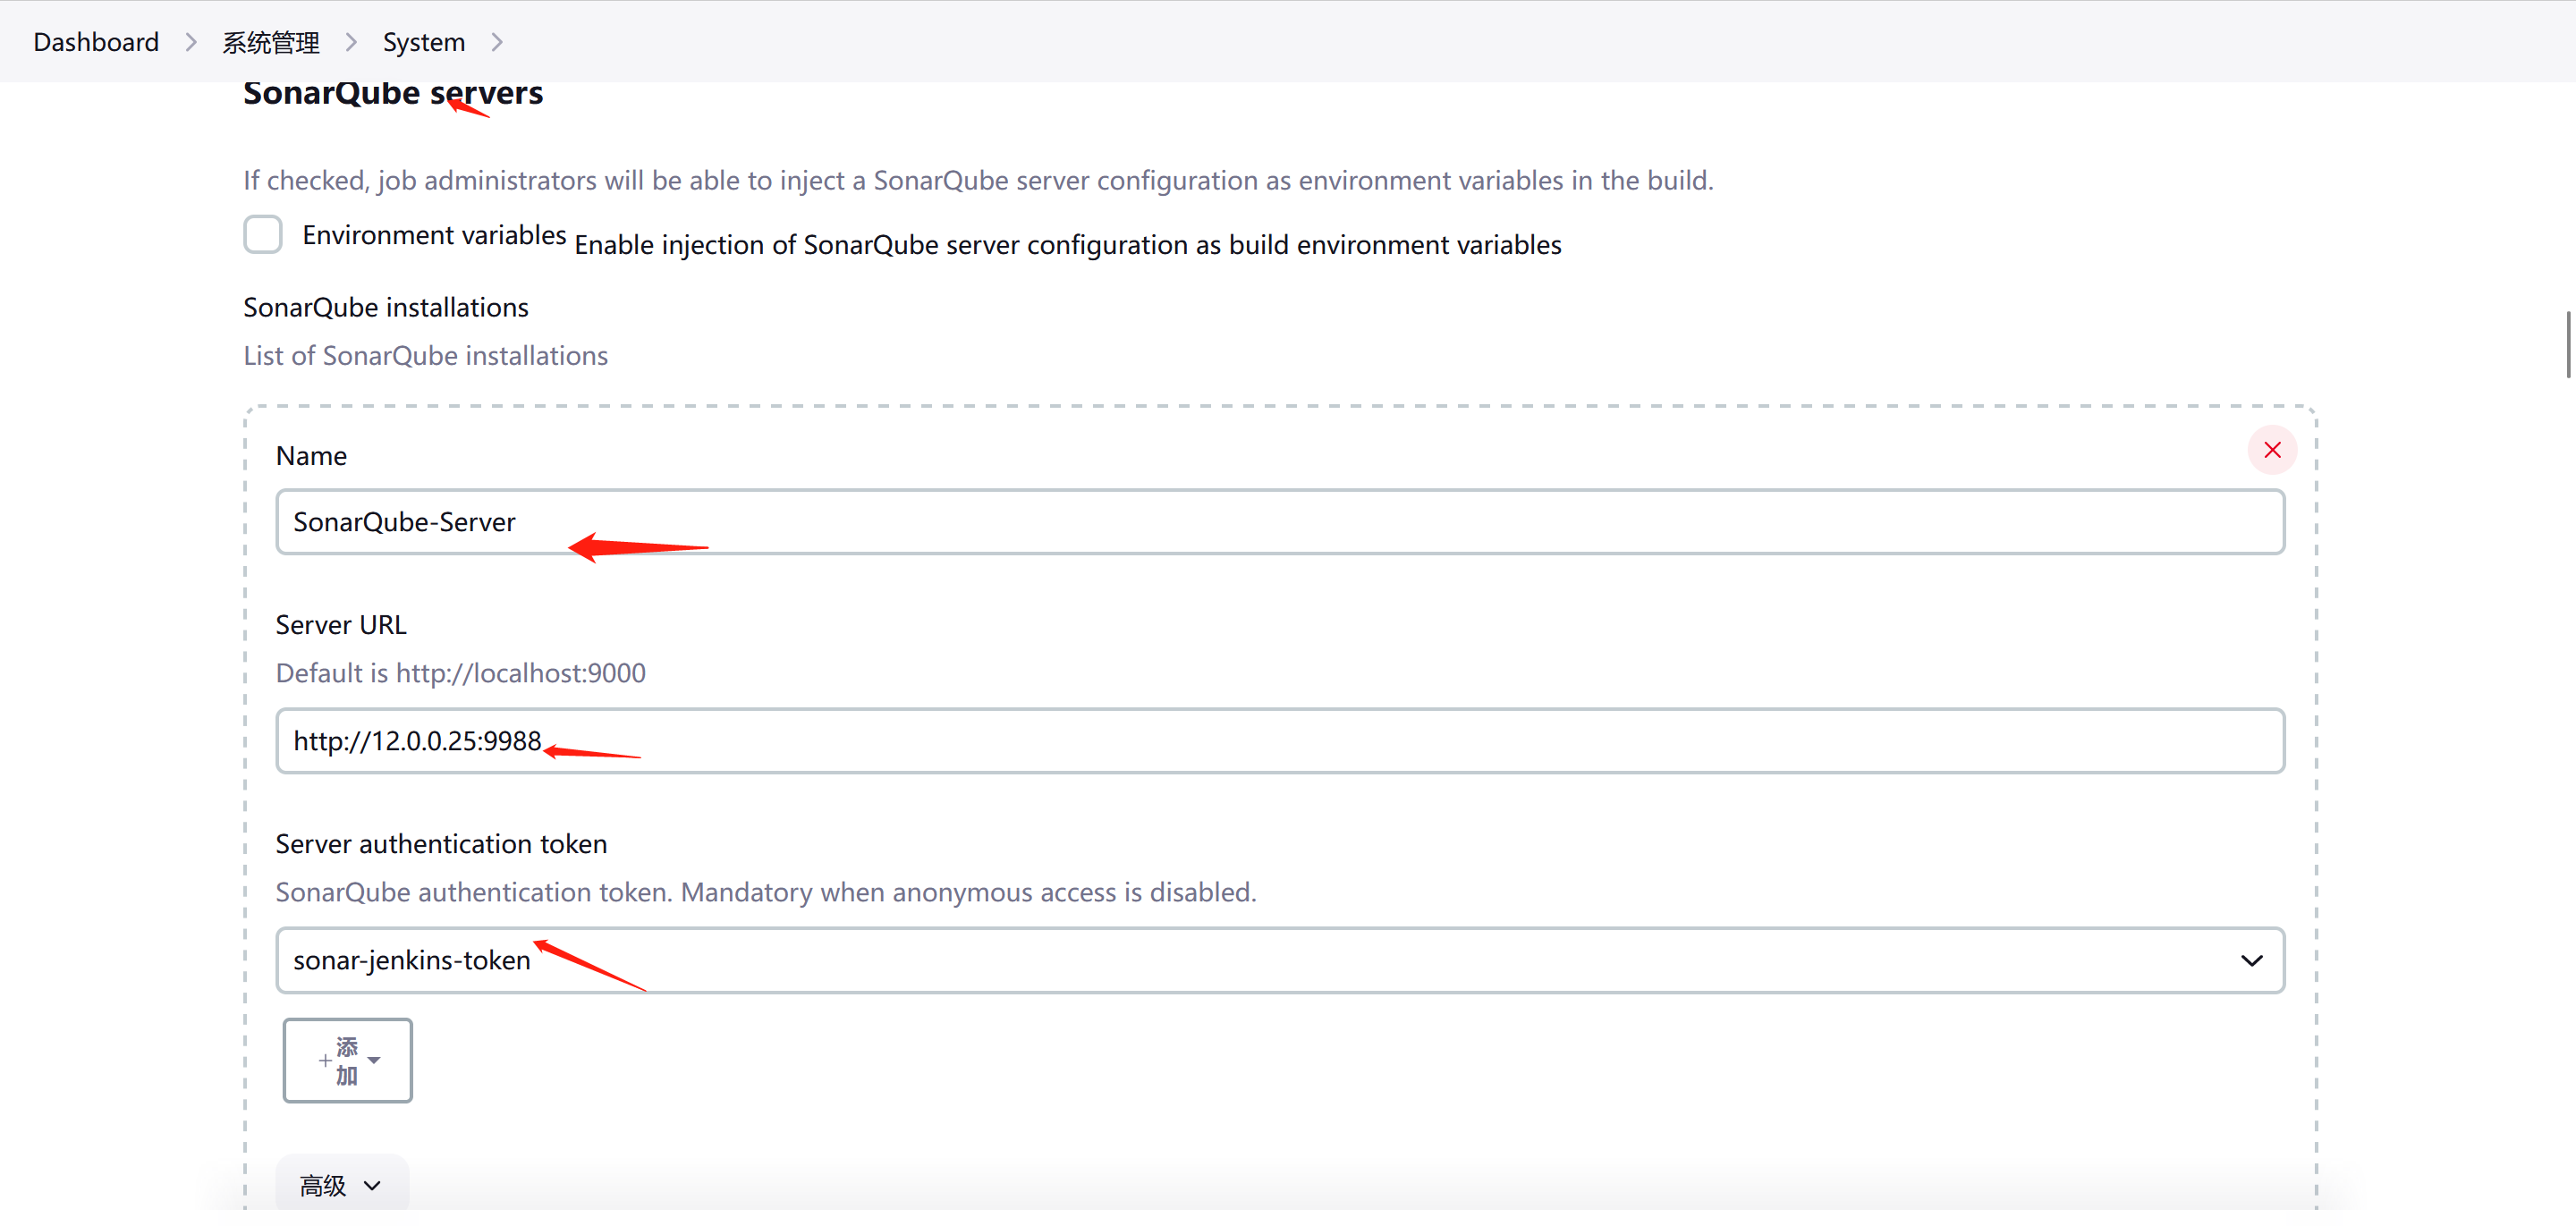 Dashboard > 系统管理 > System >
SonarQube servers
If checked, job administrators will be able to inject a SonarQube server configuration as environment variables in the build.
Environment variables Enable injection of SonarQube server configuration as build environment variables
SonarQube installations
List of SonarQube installations
Name
SonarQube-Server
Server URL
Default is http://localhost:9000
http://12.0.0.25:9988
Server authentication token
SonarQube authentication token. Mandatory when anonymous access is disabled.
sonar-jenkins-token
+ 添
加
高级